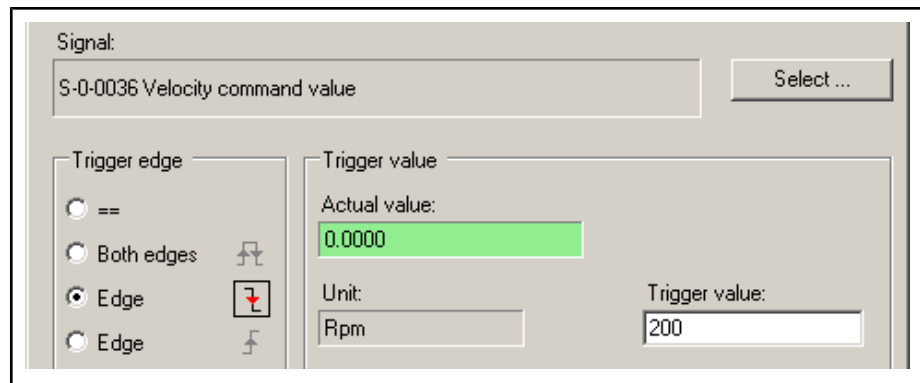 Signal:
S-0-0036 Velocity command value
Select ...
Trigger edge
==
Both edges
Edge
Edge
Trigger value
Actual value:
0.0000
Unit:
Rpm
Trigger value:
200